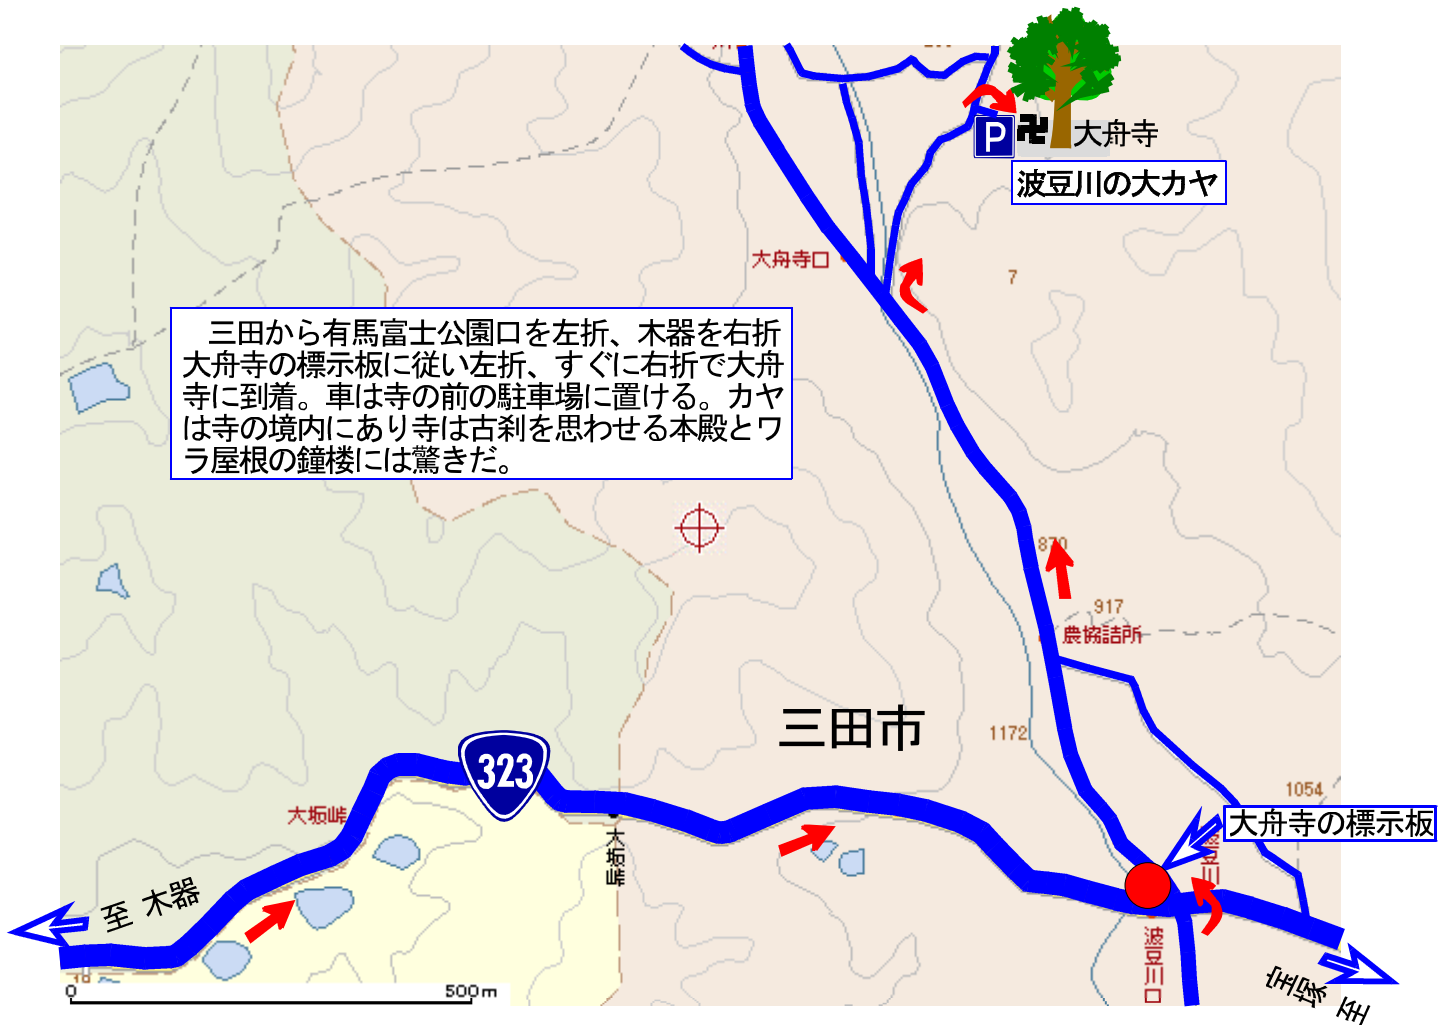 大舟寺
波豆川の大カヤ
大舟寺口
7
三田から有馬富士公園口を左折、木器を右折
大舟寺の標示板に従い左折、すぐに右折で大舟
寺に到着。車は寺の前の駐車場に置ける。カヤ
は寺の境内にあり寺は古刹を思わせる本殿とワ
ラ屋根の鐘楼には驚きだ。
870
917
農協詰所
三田市
1172
323
1054
大坂峠
大舟寺の標示板
大坂峠
至 木器
波豆川口
宝塚 至
0 500m
P